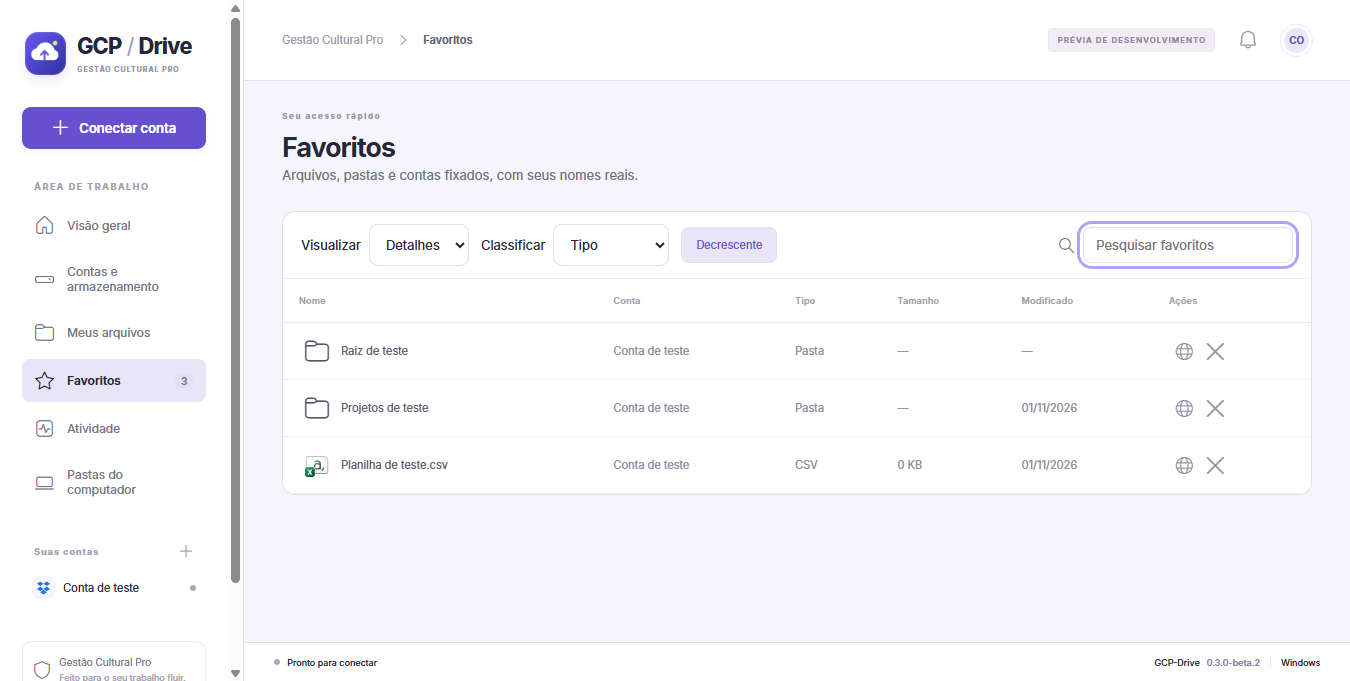 GCP / Drive
GESTÃO CULTURAL PRO
Conectar conta
ÁREA DE TRABALHO
Visão geral
Contas e
armazenamento
Meus arquivos
Favoritos 3
Atividade
Pastas do
computador
Suas contas
Conta de teste
Gestão Cultural Pro
Feito para o seu trabalho fluir.
Gestão Cultural Pro Favoritos
PRÉVIA DE DESENVOLVIMENTO
CO
Seu acesso rápido
Favoritos
Arquivos, pastas e contas fixados, com seus nomes reais.
Visualizar Detalhes Classificar Tipo Decrescente Pesquisar favoritos
Nome Conta Tipo Tamanho Modificado Ações
Raiz de teste Conta de teste Pasta — —
Projetos de teste Conta de teste Pasta — 01/11/2026
Planilha de teste.csv Conta de teste CSV 0 KB 01/11/2026
Pronto para conectar
GCP-Drive 0.3.0-beta.2 Windows